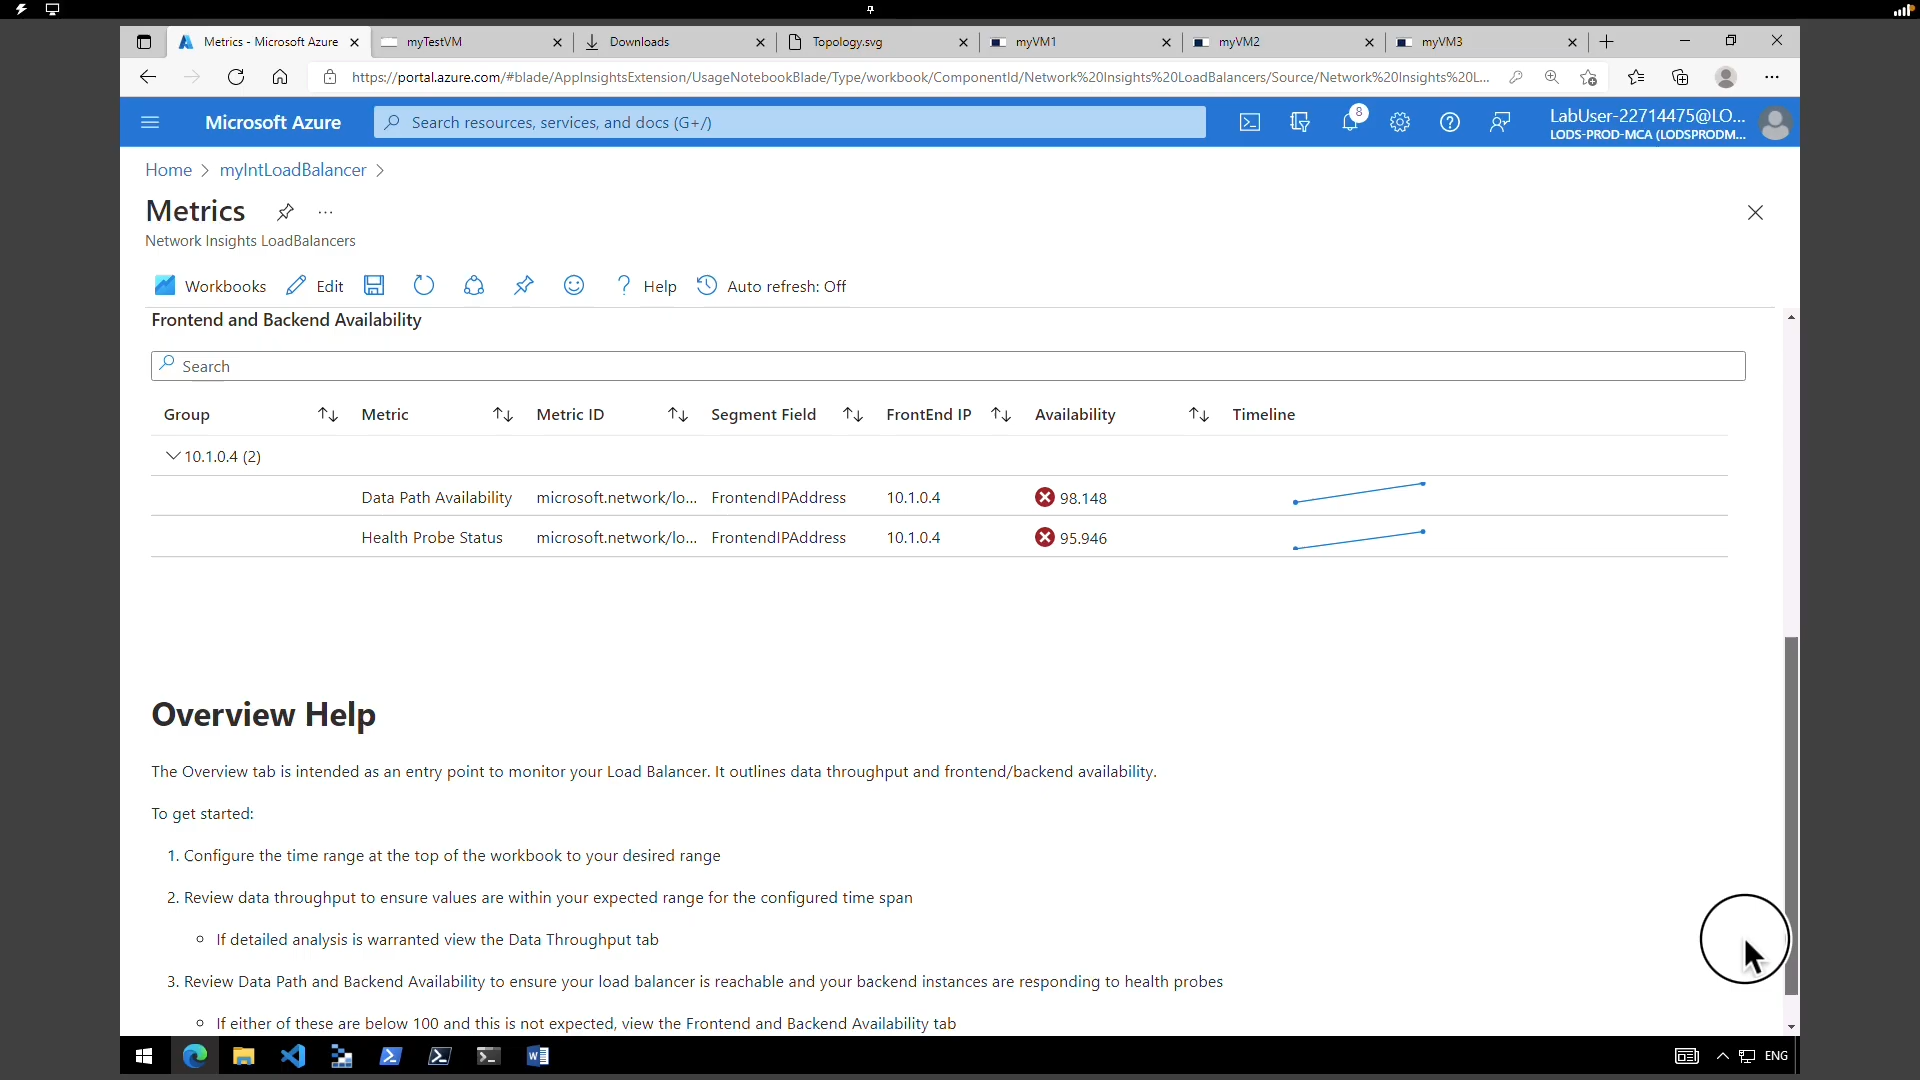 Metrics - Microsoft Azure
myTestVM
Downloads
Topology.svg
myVM1
myVM2
myVM3
https://portal.azure.com/#blade/AppInsightsExtension/UsageNotebookBlade/Type/workbook/ComponentId/Network%20Insights%20LoadBalancers/Source/Network%20Insights%20L...
Microsoft Azure
Search resources, services, and docs (G+/)
8
LabUser-22714475@LO...
LODS-PROD-MCA (LODSPRODM...
Home > myIntLoadBalancer >
Metrics
Network Insights LoadBalancers
Workbooks
Edit
? Help
Auto refresh: Off
Frontend and Backend Availability
Search
Group Metric Metric ID Segment Field FrontEnd IP Availability Timeline
10.1.0.4 (2)
Data Path Availability microsoft.network/lo... FrontendIPAddress 10.1.0.4 98.148
Health Probe Status microsoft.network/lo... FrontendIPAddress 10.1.0.4 95.946
Overview Help
The Overview tab is intended as an entry point to monitor your Load Balancer. It outlines data throughput and frontend/backend availability.
To get started:
1. Configure the time range at the top of the workbook to your desired range
2. Review data throughput to ensure values are within your expected range for the configured time span
If detailed analysis is warranted view the Data Throughput tab
3. Review Data Path and Backend Availability to ensure your load balancer is reachable and your backend instances are responding to health probes
If either of these are below 100 and this is not expected, view the Frontend and Backend Availability tab
ENG